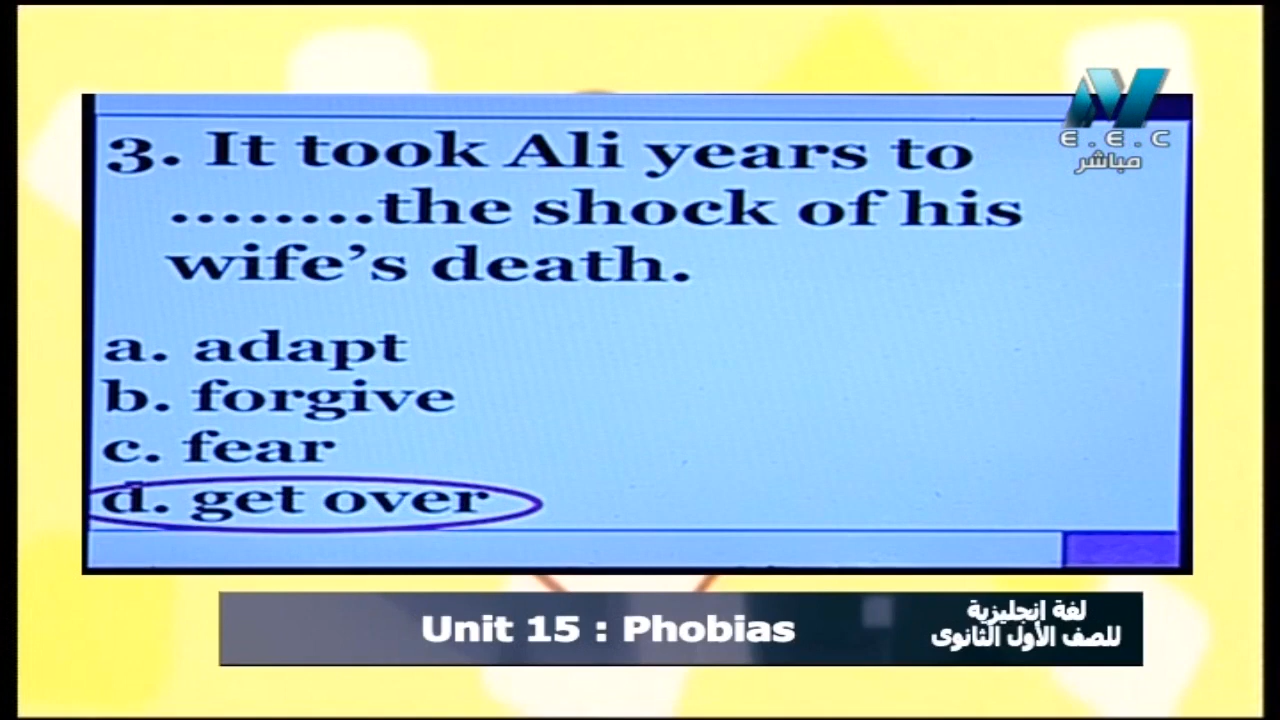 E.E.C
مباشر
3. It took Ali years to
........the shock of his
wife’s death.
a. adapt
b. forgive
c. fear
d. get over
Unit 15 : Phobias
لغة إنجليزية
للصف الأول الثانوى